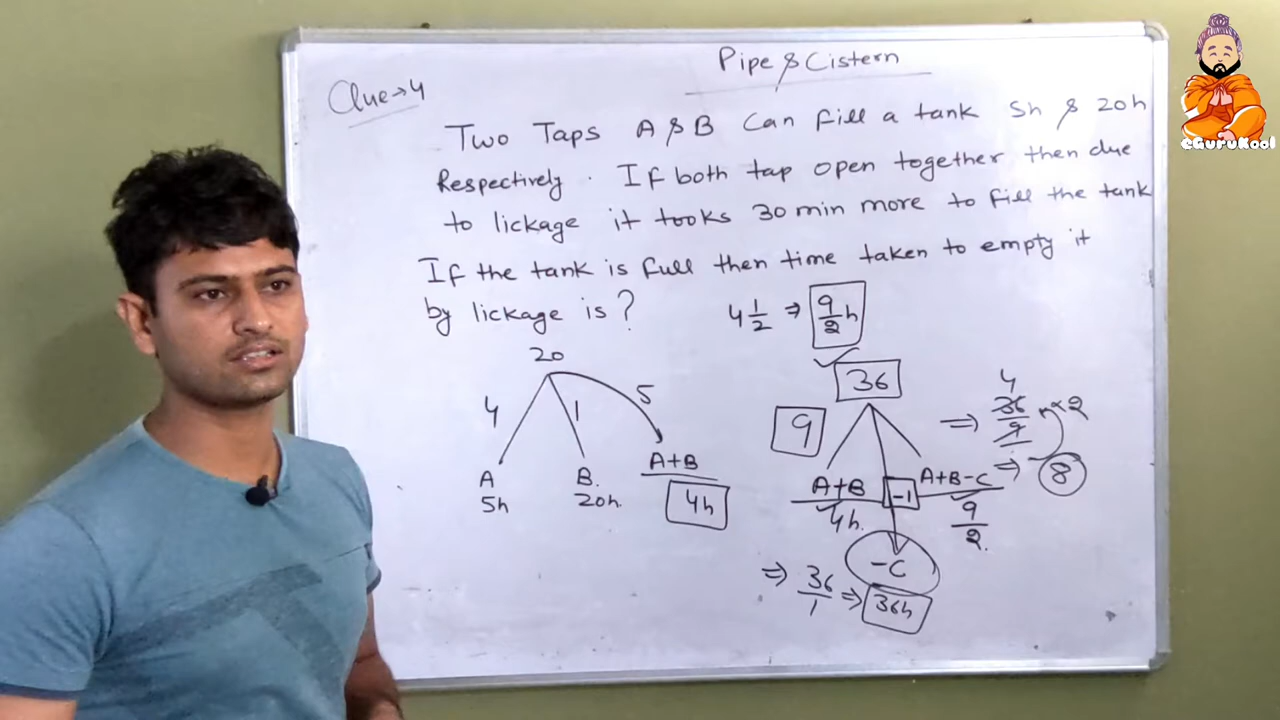 Pipe & Cistern
Clue→4
Two Taps A & B Can fill a tank 5h & 20h
Respectively. If both tap open together then due
to lickage it tooks 30 min more to fill the tank
If the tank is full then time taken to empty it
by lickage is ?
4 1/2 ⇒ 9/2 h
20
4 1 5
A B. A+B
5h 20h. 4h
36
9
A+B -1 A+B-C
4h. 9/2.
-C
⇒ 36/1 ⇒ 36h
4
⇒ 36/9 ×2
⇒ 8
eGuruKool